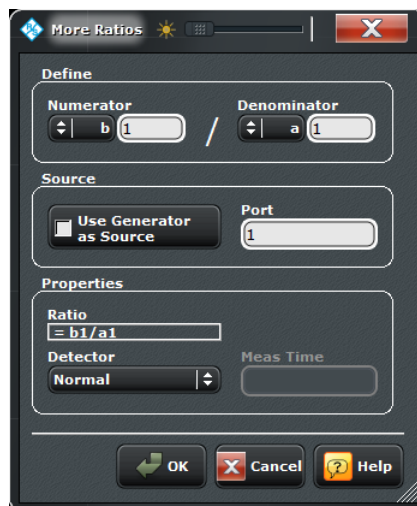 More Ratios
Define
Numerator
Denominator
b 1 / a 1
Source
Use Generator
as Source
Port
1
Properties
Ratio
= b1/a1
Detector
Meas Time
Normal
OK
Cancel
Help